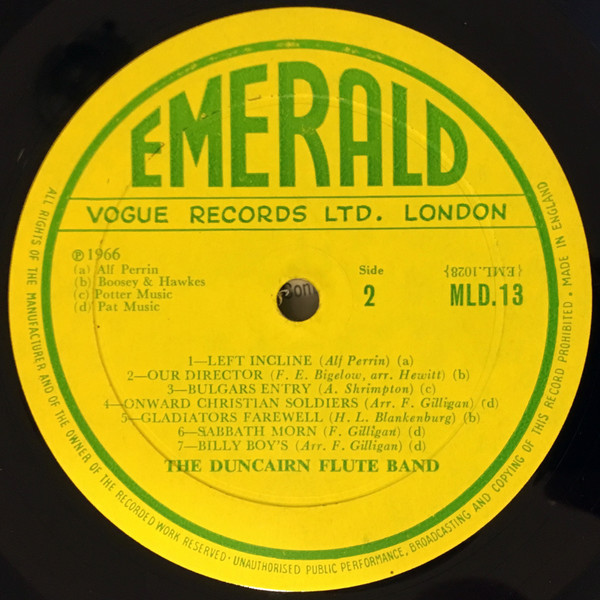 EMERALD
VOGUE RECORDS LTD. LONDON
℗ 1966
(a) Alf Perrin
(b) Boosey & Hawkes
(c) Potter Music
(d) Pat Music
Side
2
{EML.1028}
MLD.13
1—LEFT INCLINE (Alf Perrin) (a)
2—OUR DIRECTOR (F. E. Bigelow, arr. Hewitt) (b)
3—BULGARS ENTRY (A. Shrimpton) (c)
4—ONWARD CHRISTIAN SOLDIERS (Arr. F. Gilligan) (d)
5—GLADIATORS FAREWELL (H. L. Blankenburg) (b)
6—SABBATH MORN (F. Gilligan) (d)
7—BILLY BOY'S (Arr. F. Gilligan) (d)
THE DUNCAIRN FLUTE BAND
ALL RIGHTS OF THE MANUFACTURER AND OF THE OWNER OF THE RECORDED WORK RESERVED · UNAUTHORISED PUBLIC PERFORMANCE, BROADCASTING AND COPYING OF THIS RECORD PROHIBITED · MADE IN ENGLAND